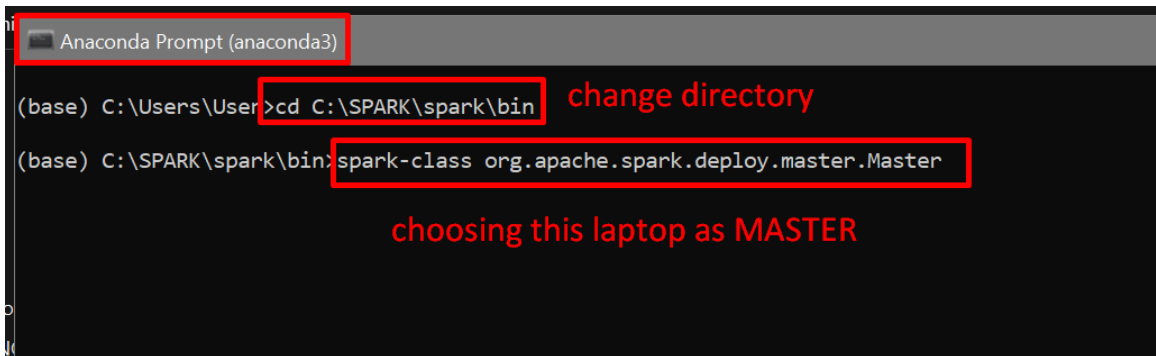 Anaconda Prompt (anaconda3)
(base) C:\Users\User>cd C:\SPARK\spark\bin
change directory
(base) C:\SPARK\spark\bin>spark-class org.apache.spark.deploy.master.Master
choosing this laptop as MASTER